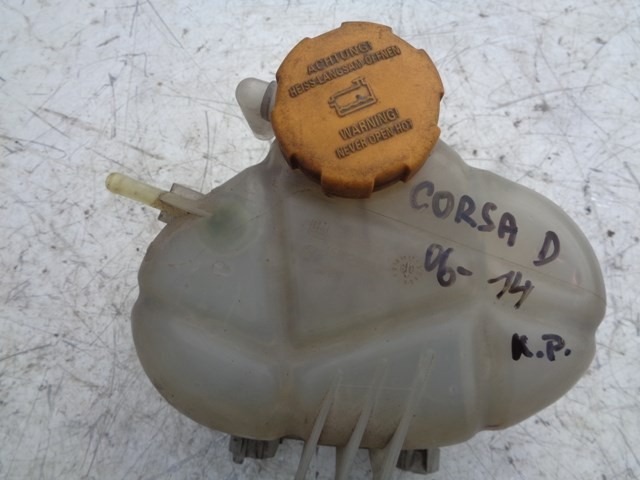 ACHTUNG!
HEISS-LANGSAM ÖFFNEN
WARNING!
NEVER OPEN HOT
CORSA D
06-14
K.P.